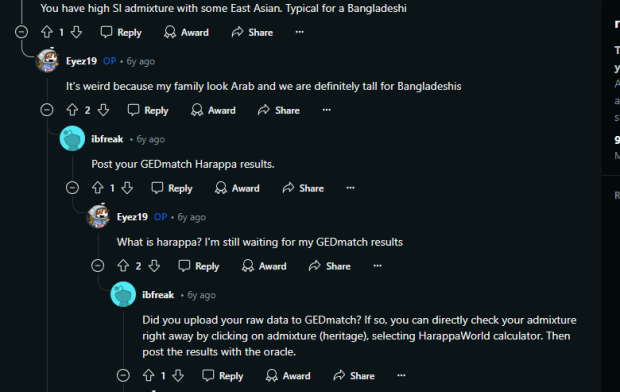 You have high SI admixture with some East Asian. Typical for a Bangladeshi
1 Reply Award Share ...
Eyez19 OP • 6y ago
It's weird because my family look Arab and we are definitely tall for Bangladeshis
2 Reply Award Share ...
ibfreak • 6y ago
Post your GEDmatch Harappa results.
1 Reply Award Share ...
Eyez19 OP • 6y ago
What is harappa? I'm still waiting for my GEDmatch results
2 Reply Award Share ...
ibfreak • 6y ago
Did you upload your raw data to GEDmatch? If so, you can directly check your admixture
right away by clicking on admixture (heritage), selecting HarappaWorld calculator. Then
post the results with the oracle.
1 Reply Award Share ...